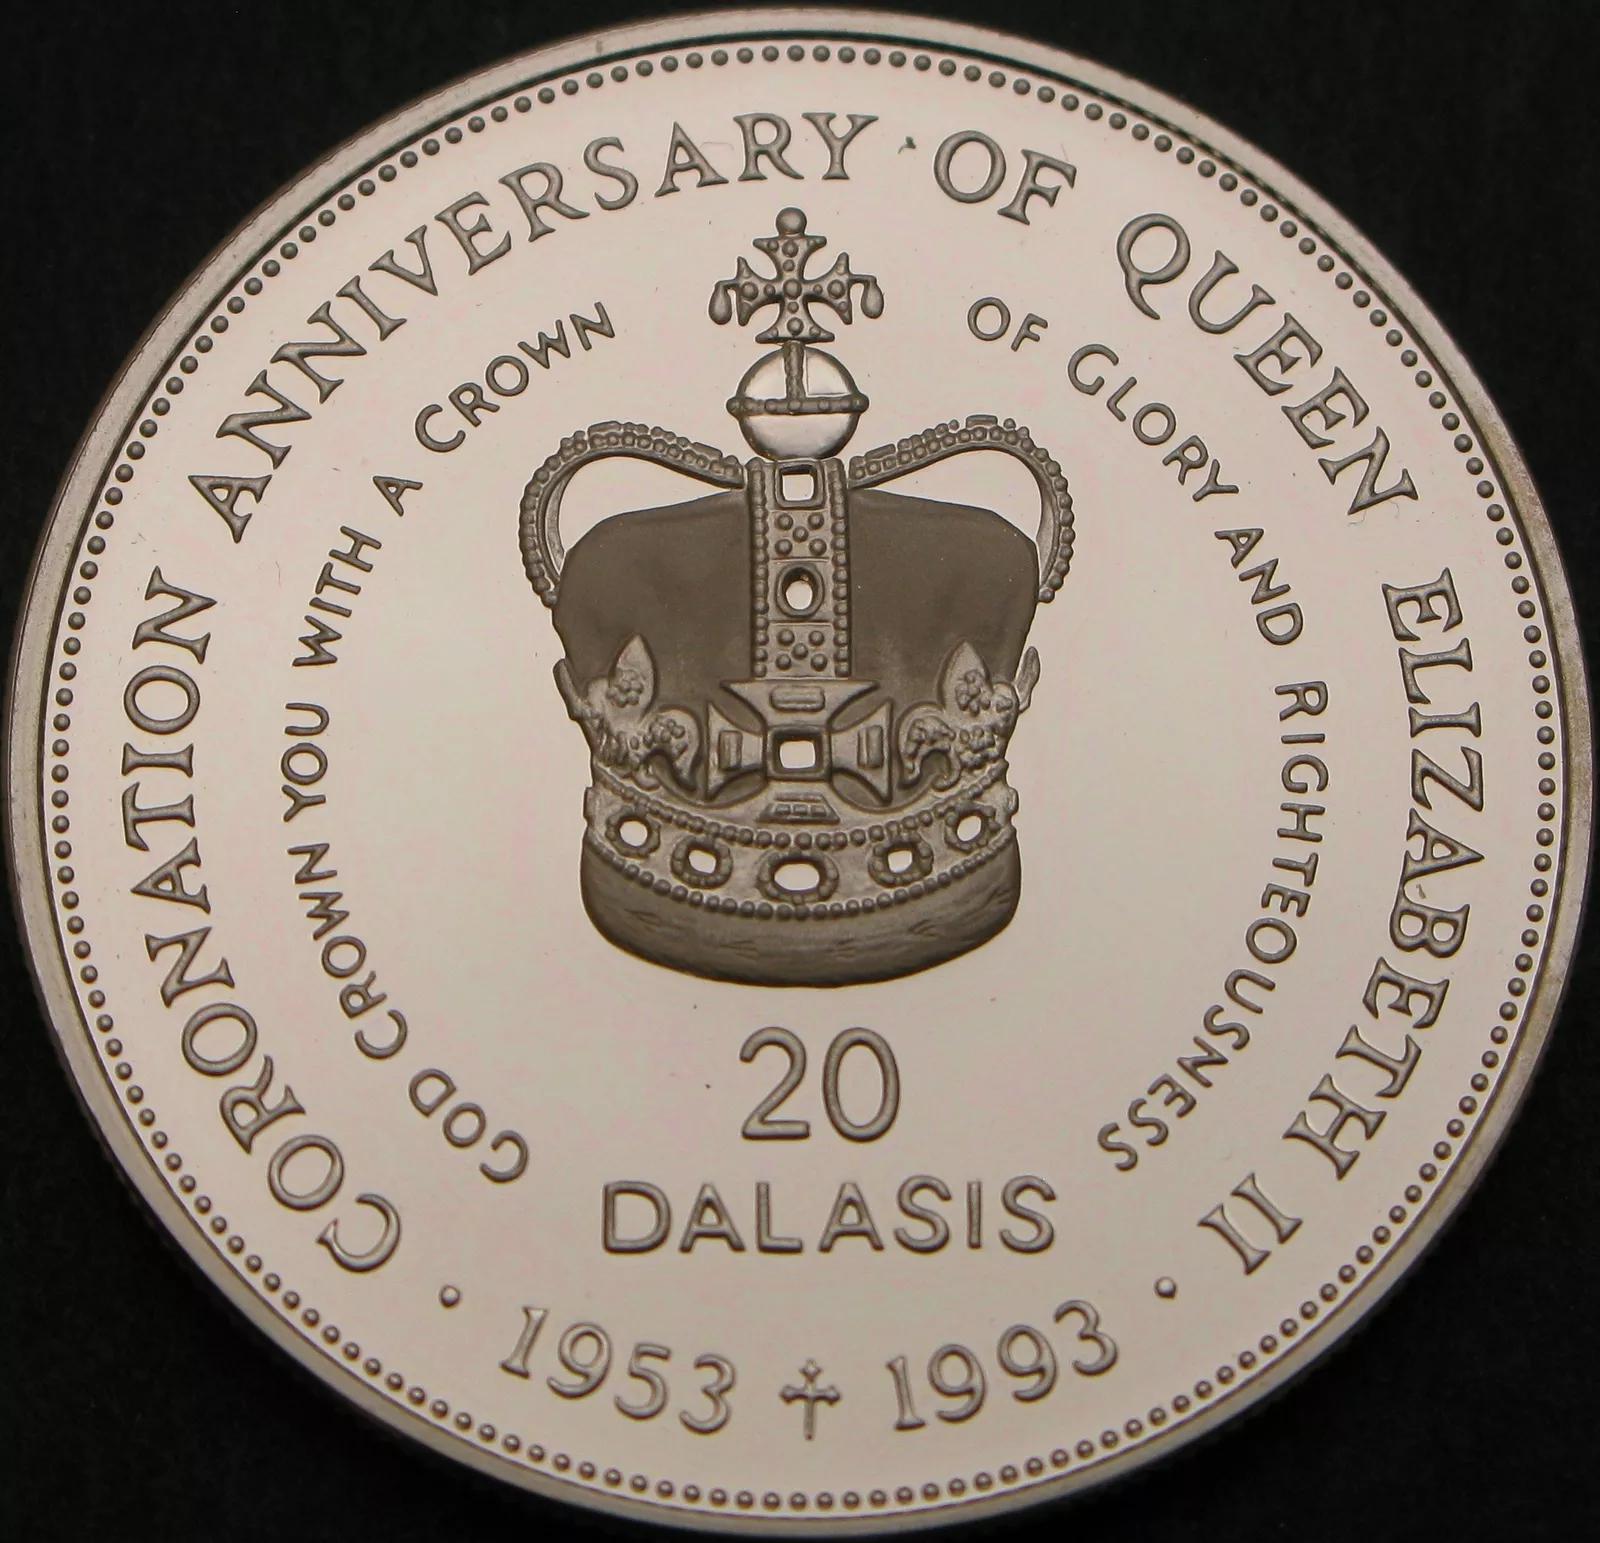 CORONATION ANNIVERSARY · OF QUEEN ELIZABETH II
GOD CROWN YOU WITH A CROWN OF GLORY AND RIGHTEOUSNESS
20
DALASIS
· 1953 † 1993 ·